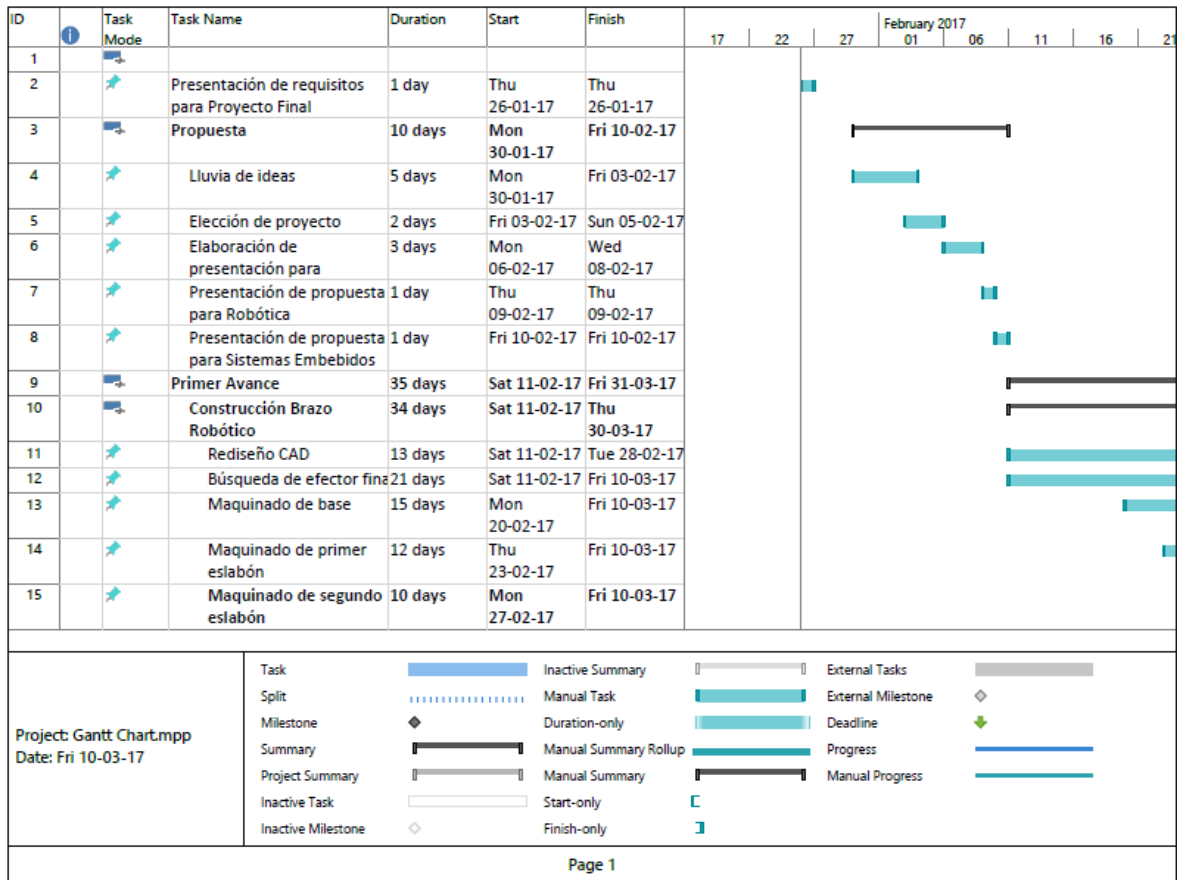 ID Task Mode Task Name Duration Start Finish
February 2017
17 22 27 01 06 11 16 21
1
2 Presentación de requisitos para Proyecto Final 1 day Thu 26-01-17 Thu 26-01-17
3 Propuesta 10 days Mon 30-01-17 Fri 10-02-17
4 Lluvia de ideas 5 days Mon 30-01-17 Fri 03-02-17
5 Elección de proyecto 2 days Fri 03-02-17 Sun 05-02-17
6 Elaboración de presentación para 3 days Mon 06-02-17 Wed 08-02-17
7 Presentación de propuesta para Robótica 1 day Thu 09-02-17 Thu 09-02-17
8 Presentación de propuesta para Sistemas Embebidos 1 day Fri 10-02-17 Fri 10-02-17
9 Primer Avance 35 days Sat 11-02-17 Fri 31-03-17
10 Construcción Brazo Robótico 34 days Sat 11-02-17 Thu 30-03-17
11 Rediseño CAD 13 days Sat 11-02-17 Tue 28-02-17
12 Búsqueda de efector fina 21 days Sat 11-02-17 Fri 10-03-17
13 Maquinado de base 15 days Mon 20-02-17 Fri 10-03-17
14 Maquinado de primer eslabón 12 days Thu 23-02-17 Fri 10-03-17
15 Maquinado de segundo eslabón 10 days Mon 27-02-17 Fri 10-03-17
Project: Gantt Chart.mpp
Date: Fri 10-03-17
Task Inactive Summary External Tasks
Split Manual Task External Milestone
Milestone Duration-only Deadline
Summary Manual Summary Rollup Progress
Project Summary Manual Summary Manual Progress
Inactive Task Start-only
Inactive Milestone Finish-only
Page 1